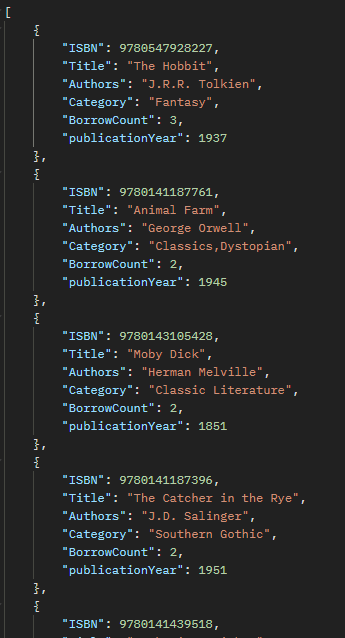 [
{
"ISBN": 9780547928227,
"Title": "The Hobbit",
"Authors": "J.R.R. Tolkien",
"Category": "Fantasy",
"BorrowCount": 3,
"publicationYear": 1937
},
{
"ISBN": 9780141187761,
"Title": "Animal Farm",
"Authors": "George Orwell",
"Category": "Classics,Dystopian",
"BorrowCount": 2,
"publicationYear": 1945
},
{
"ISBN": 9780143105428,
"Title": "Moby Dick",
"Authors": "Herman Melville",
"Category": "Classic Literature",
"BorrowCount": 2,
"publicationYear": 1851
},
{
"ISBN": 9780141187396,
"Title": "The Catcher in the Rye",
"Authors": "J.D. Salinger",
"Category": "Southern Gothic",
"BorrowCount": 2,
"publicationYear": 1951
},
{
"ISBN": 9780141439518,